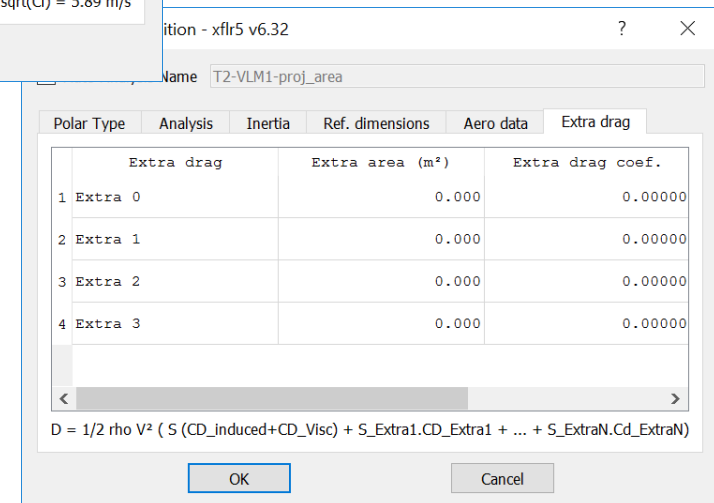 sqrt(Cl) = 5.89 m/s
ition - xflr5 v6.32
?
Name T2-VLM1-proj_area
Polar Type Analysis Inertia Ref. dimensions Aero data Extra drag
Extra drag Extra area (m²) Extra drag coef.
1 Extra 0 0.000 0.00000
2 Extra 1 0.000 0.00000
3 Extra 2 0.000 0.00000
4 Extra 3 0.000 0.00000
D = 1/2 rho V² ( S (CD_induced+CD_Visc) + S_Extra1.CD_Extra1 + ... + S_ExtraN.Cd_ExtraN)
OK Cancel